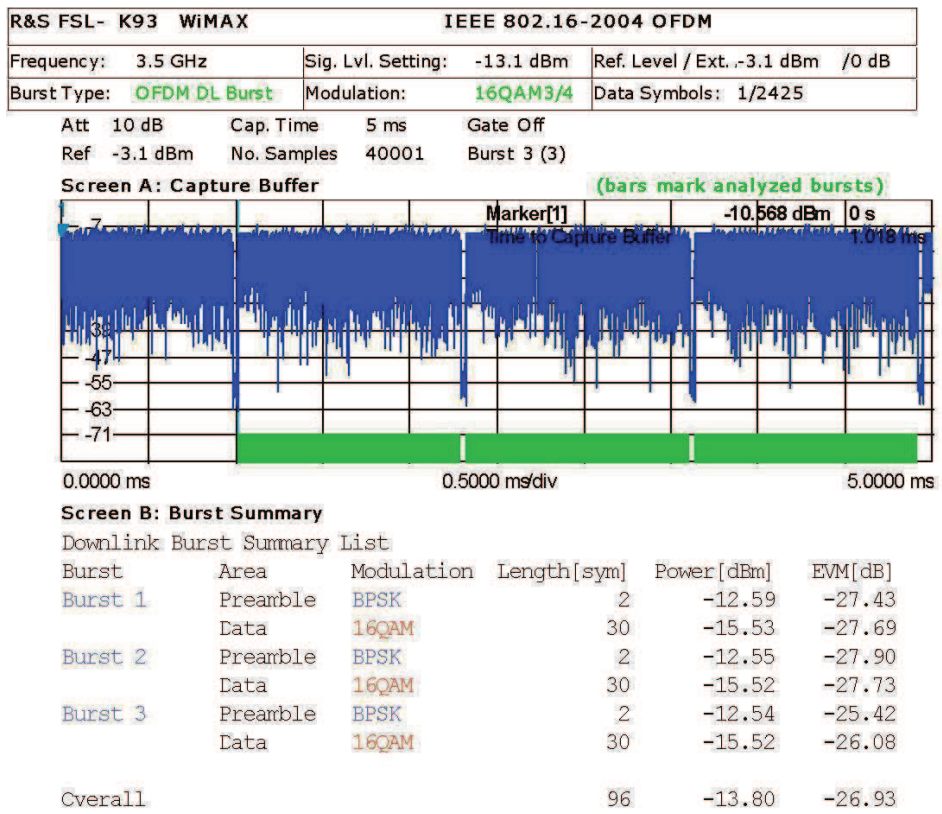 R&S FSL- K93 WiMAX IEEE 802.16-2004 OFDM
Frequency: 3.5 GHz Sig. Lvl. Setting: -13.1 dBm Ref. Level / Ext. -3.1 dBm /0 dB
Burst Type: OFDM DL Burst Modulation: 16QAM3/4 Data Symbols: 1/2425
Att 10 dB Cap. Time 5 ms Gate Off
Ref -3.1 dBm No. Samples 40001 Burst 3 (3)
Screen A: Capture Buffer (bars mark analyzed bursts)
Marker[1] -10.568 dBm 0 s
-7 Time to Capture Buffer 1.018 ms
-39
-47
-55
-63
-71
0.0000 ms 0.5000 ms/div 5.0000 ms
Screen B: Burst Summary
Downlink Burst Summary List
Burst Area Modulation Length[sym] Power[dBm] EVM[dB]
Burst 1 Preamble BPSK 2 -12.59 -27.43
Data 16QAM 30 -15.53 -27.69
Burst 2 Preamble BPSK 2 -12.55 -27.90
Data 16QAM 30 -15.52 -27.73
Burst 3 Preamble BPSK 2 -12.54 -25.42
Data 16QAM 30 -15.52 -26.08
Overall 96 -13.80 -26.93